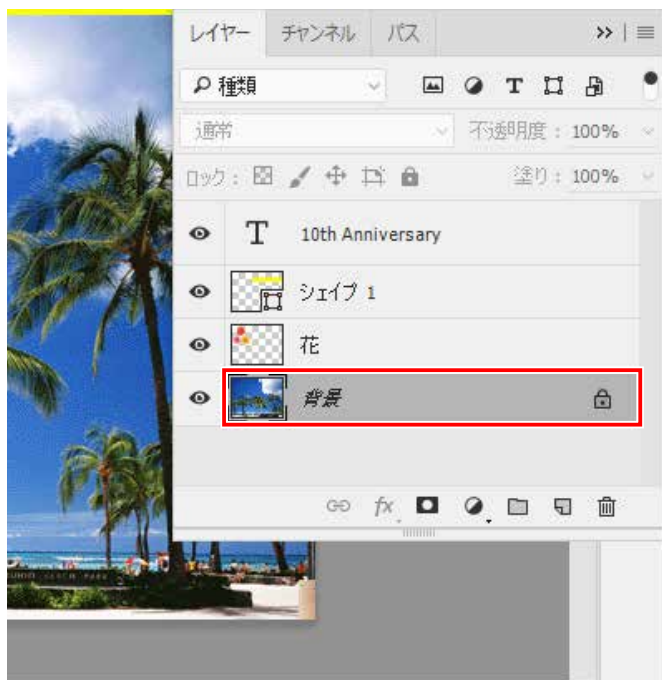 レイヤー チャンネル パス
種類 T
通常 不透明度: 100%
ロック: 塗り: 100%
T 10th Anniversary
シェイプ 1
花
背景
fx